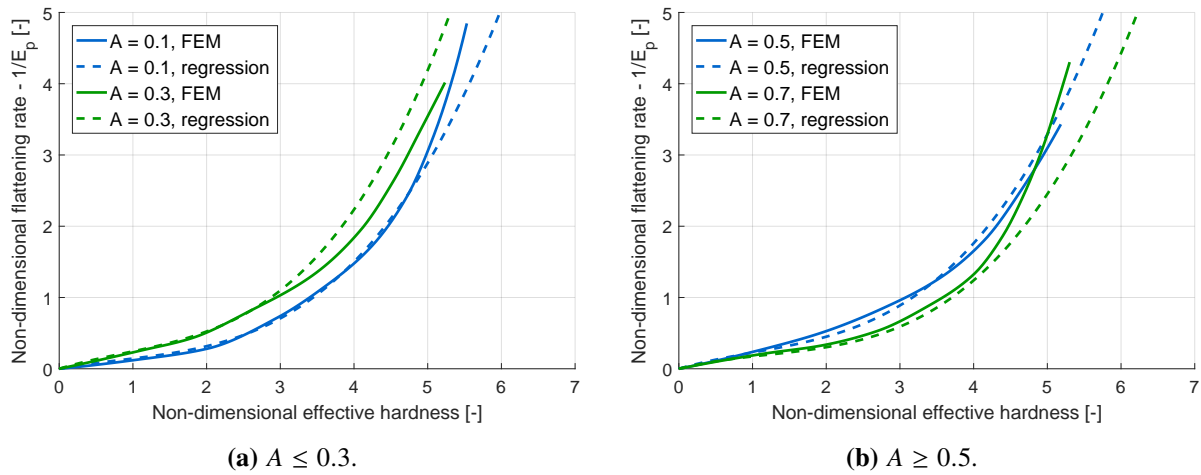 Non-dimensional flattening rate - 1/E_p [-]
5
4
3
2
1
0
A = 0.1, FEM
A = 0.1, regression
A = 0.3, FEM
A = 0.3, regression
0 1 2 3 4 5 6 7
Non-dimensional effective hardness [-]
(a) A ≤ 0.3.
Non-dimensional flattening rate - 1/E_p [-]
5
4
3
2
1
0
A = 0.5, FEM
A = 0.5, regression
A = 0.7, FEM
A = 0.7, regression
0 1 2 3 4 5 6 7
Non-dimensional effective hardness [-]
(b) A ≥ 0.5.